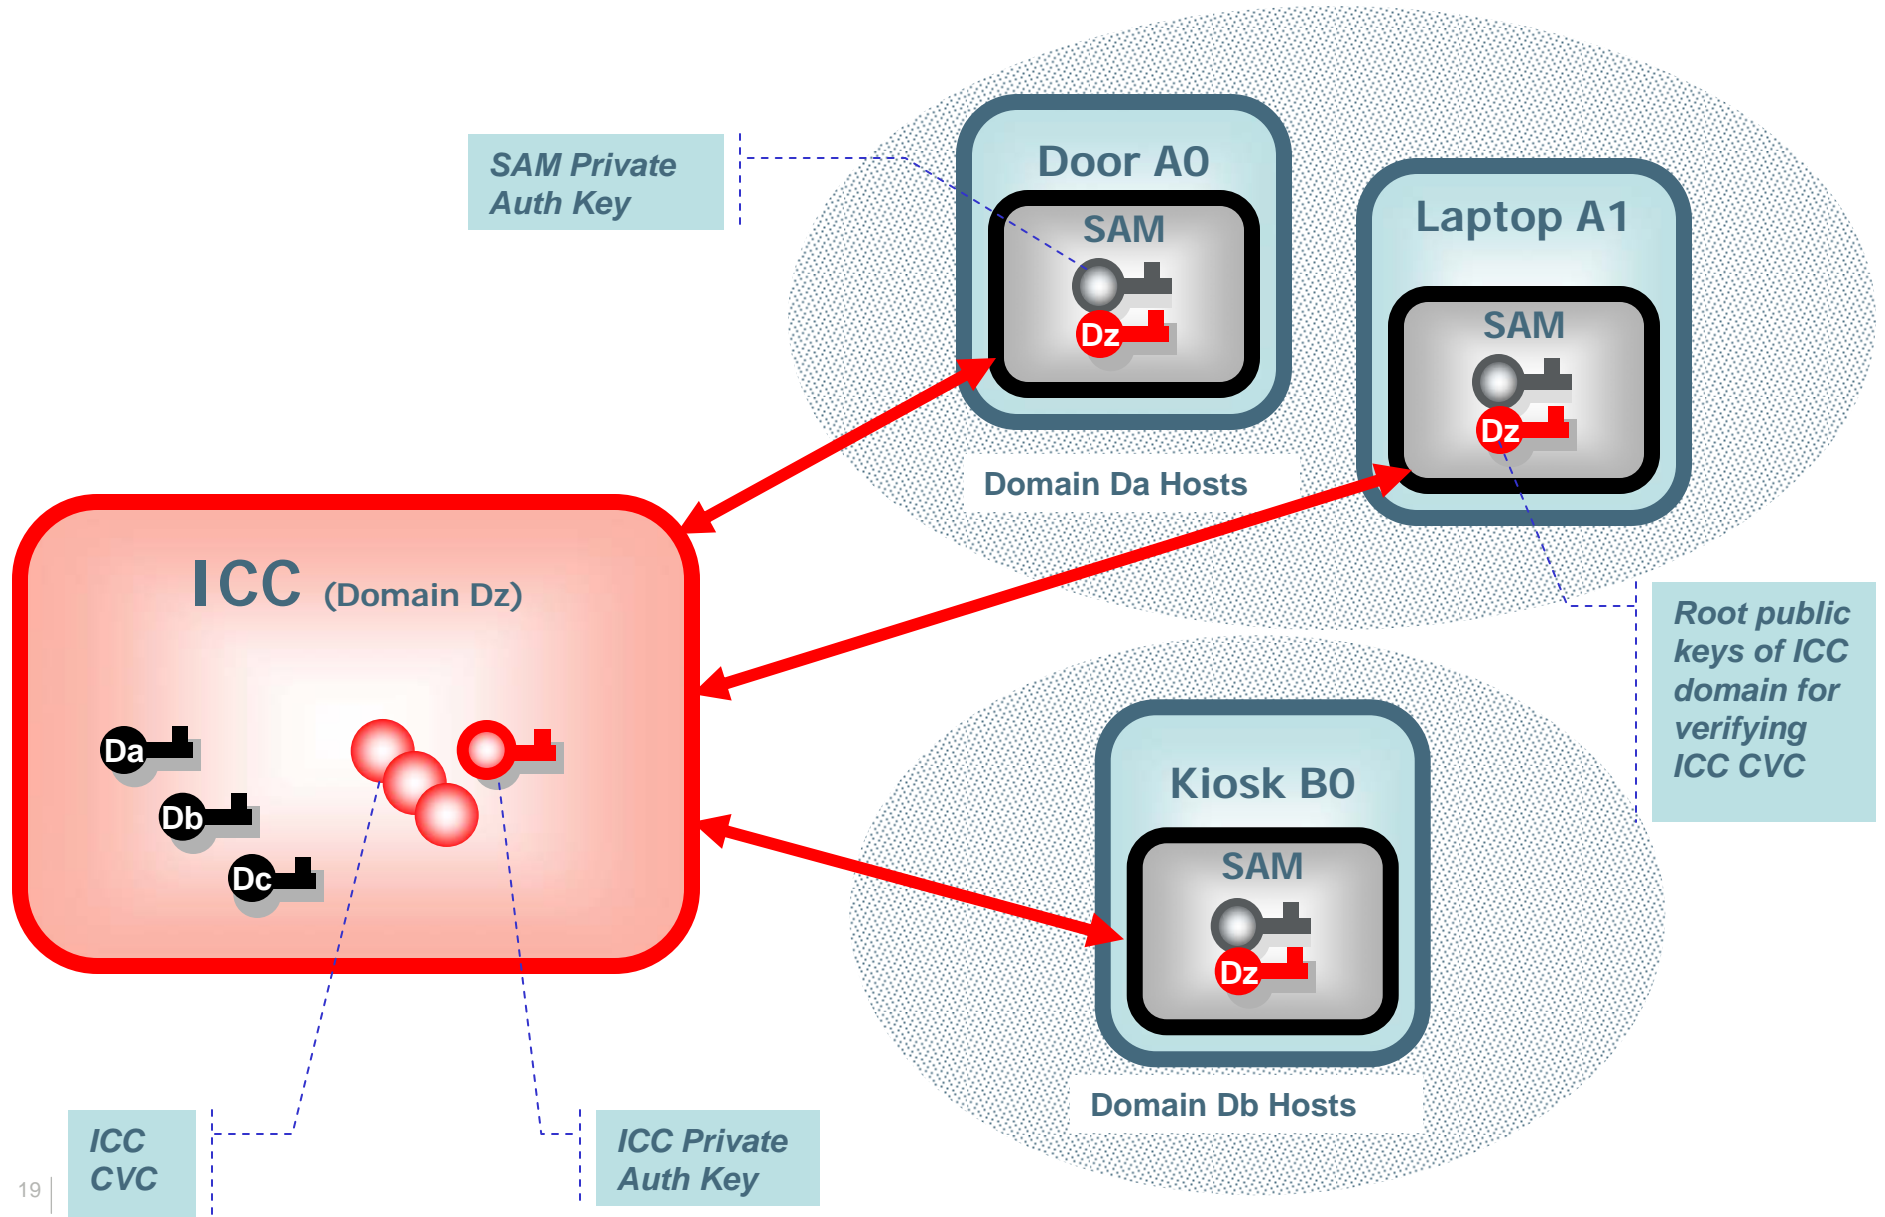 SAM Private
Auth Key
Door A0
SAM
Dz
Laptop A1
SAM
Dz
Domain Da Hosts
ICC (Domain Dz)
Da
Db
Dc
Root public
keys of ICC
domain for
verifying
ICC CVC
Kiosk B0
SAM
Dz
Domain Db Hosts
ICC
CVC
ICC Private
Auth Key
19